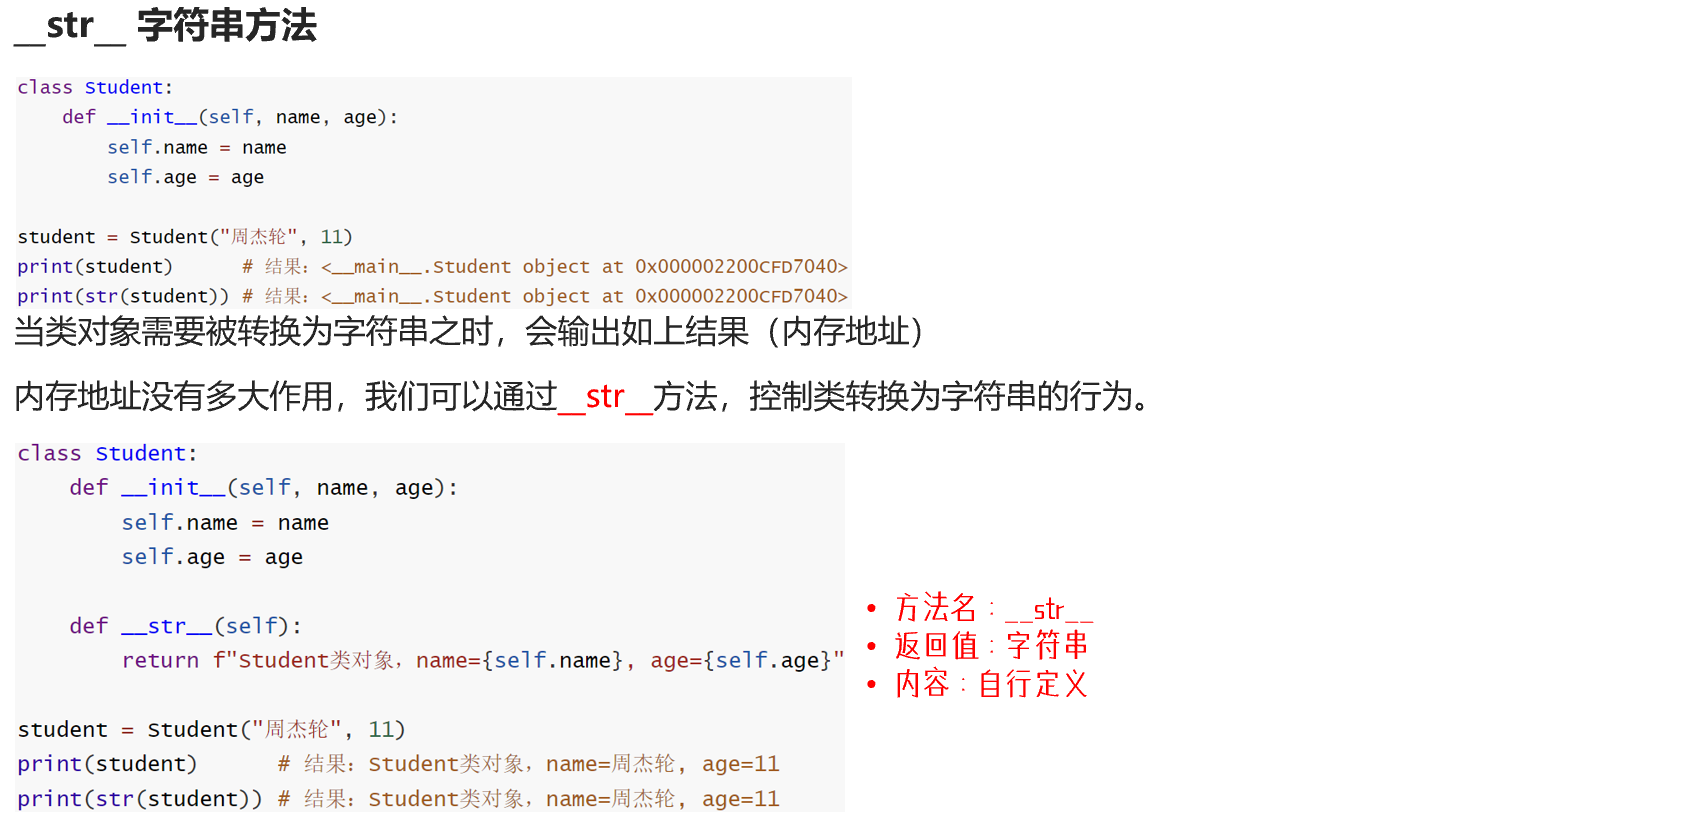 __str__ 字符串方法
class Student:
    def __init__(self, name, age):
        self.name = name
        self.age = age
student = Student("周杰轮", 11)
print(student)      # 结果：<__main__.Student object at 0x000002200CFD7040>
print(str(student)) # 结果：<__main__.Student object at 0x000002200CFD7040>
当类对象需要被转换为字符串之时，会输出如上结果（内存地址）
内存地址没有多大作用，我们可以通过__str__方法，控制类转换为字符串的行为。
class Student:
    def __init__(self, name, age):
        self.name = name
        self.age = age
    def __str__(self):
        return f"Student类对象，name={self.name}, age={self.age}"
student = Student("周杰轮", 11)
print(student)      # 结果：Student类对象，name=周杰轮, age=11
print(str(student)) # 结果：Student类对象，name=周杰轮, age=11
• 方法名：__str__
• 返回值：字符串
• 内容：自行定义